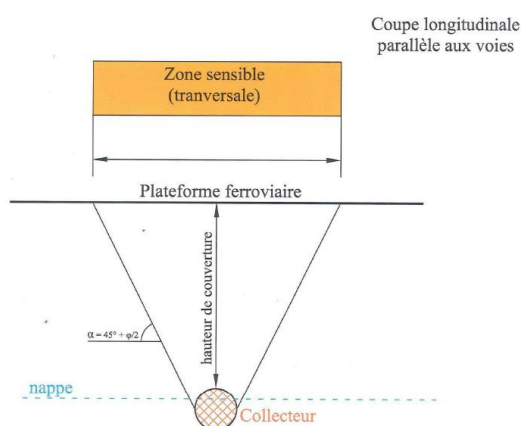 Coupe longitudinale
parallèle aux voies
Zone sensible
(tranversale)
Plateforme ferroviaire
hauteur de couverture
α = 45° + φ/2
nappe
Collecteur